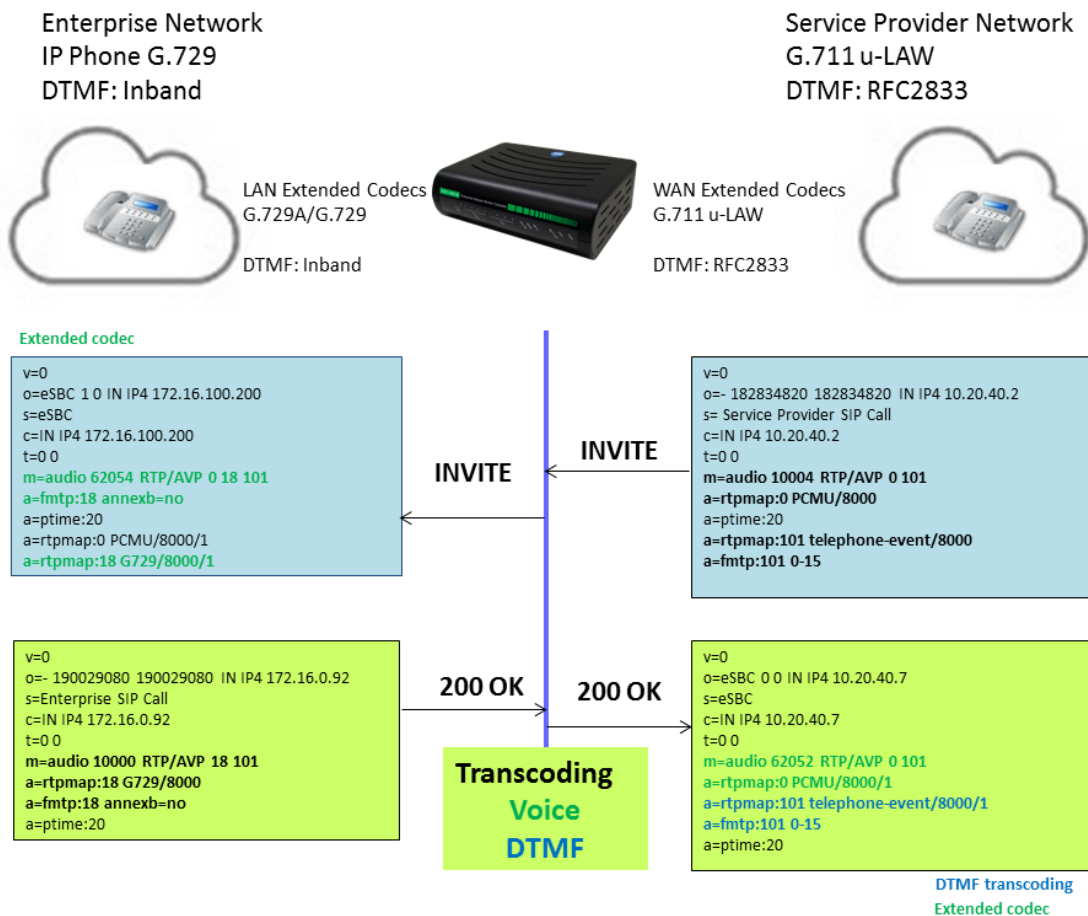 Enterprise Network
IP Phone G.729
DTMF: Inband
Service Provider Network
G.711 u-LAW
DTMF: RFC2833
LAN Extended Codecs
G.729A/G.729
DTMF: Inband
WAN Extended Codecs
G.711 u-LAW
DTMF: RFC2833
Extended codec
v=0
o=eSBC 1 0 IN IP4 172.16.100.200
s=eSBC
c=IN IP4 172.16.100.200
t=0 0
m=audio 62054 RTP/AVP 0 18 101
a=fmtp:18 annexb=no
a=ptime:20
a=rtpmap:0 PCMU/8000/1
a=rtpmap:18 G729/8000/1
INVITE
INVITE
v=0
o=- 182834820 182834820 IN IP4 10.20.40.2
s= Service Provider SIP Call
c=IN IP4 10.20.40.2
t=0 0
m=audio 10004 RTP/AVP 0 101
a=rtpmap:0 PCMU/8000
a=ptime:20
a=rtpmap:101 telephone-event/8000
a=fmtp:101 0-15
v=0
o=- 190029080 190029080 IN IP4 172.16.0.92
s=Enterprise SIP Call
c=IN IP4 172.16.0.92
t=0 0
m=audio 10000 RTP/AVP 18 101
a=rtpmap:18 G729/8000
a=fmtp:18 annexb=no
a=ptime:20
200 OK
200 OK
Transcoding
Voice
DTMF
v=0
o=eSBC 0 0 IN IP4 10.20.40.7
s=eSBC
c=IN IP4 10.20.40.7
t=0 0
m=audio 62052 RTP/AVP 0 101
a=rtpmap:0 PCMU/8000/1
a=rtpmap:101 telephone-event/8000/1
a=fmtp:101 0-15
a=ptime:20
DTMF transcoding
Extended codec